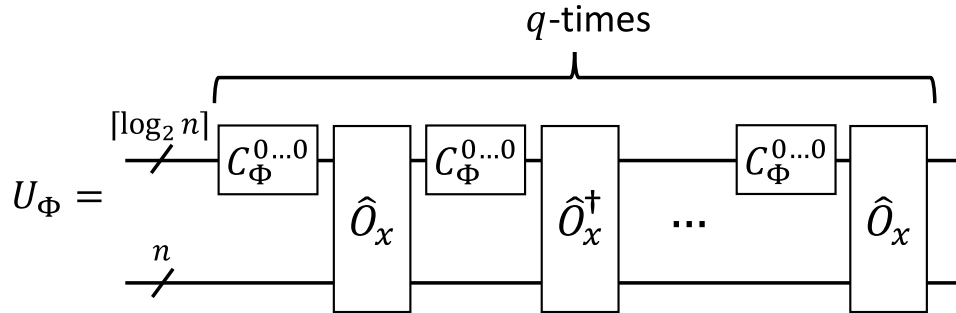 q-times
⌈log₂ n⌉
C_Φ^{0…0} C_Φ^{0…0} C_Φ^{0…0}
U_Φ =
Ô_x Ô_x^† … Ô_x
n